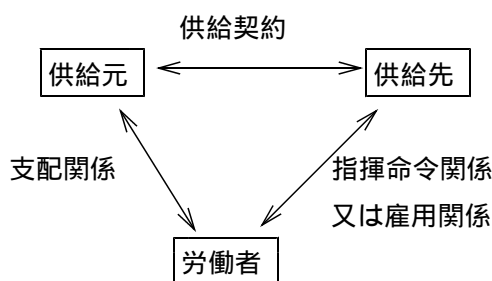 供給契約
供給元
供給先
支配関係
指揮命令関係
又は雇用関係
労働者